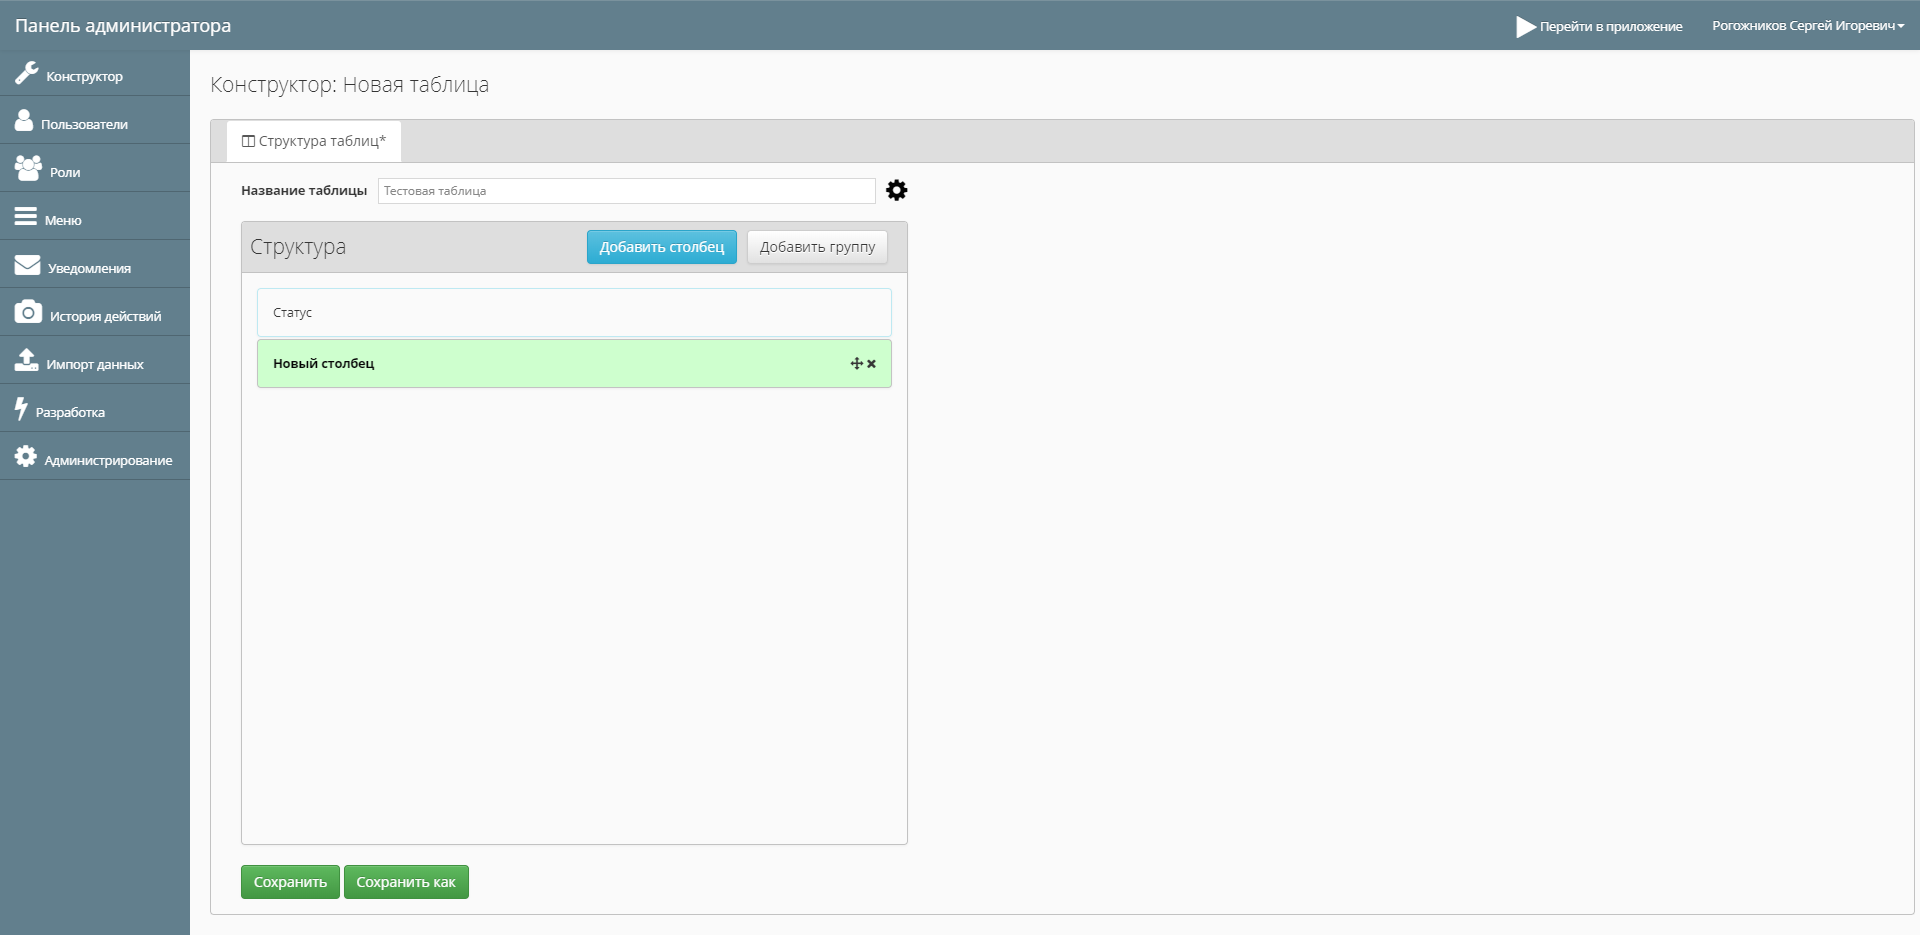 Панель администратора
Перейти в приложение
Рогожников Сергей Игоревич
Конструктор
Пользователи
Роли
Меню
Уведомления
История действий
Импорт данных
Разработка
Администрирование
Конструктор: Новая таблица
Структура таблиц*
Название таблицы
Тестовая таблица
Структура
Добавить столбец
Добавить группу
Статус
Новый столбец
Сохранить
Сохранить как